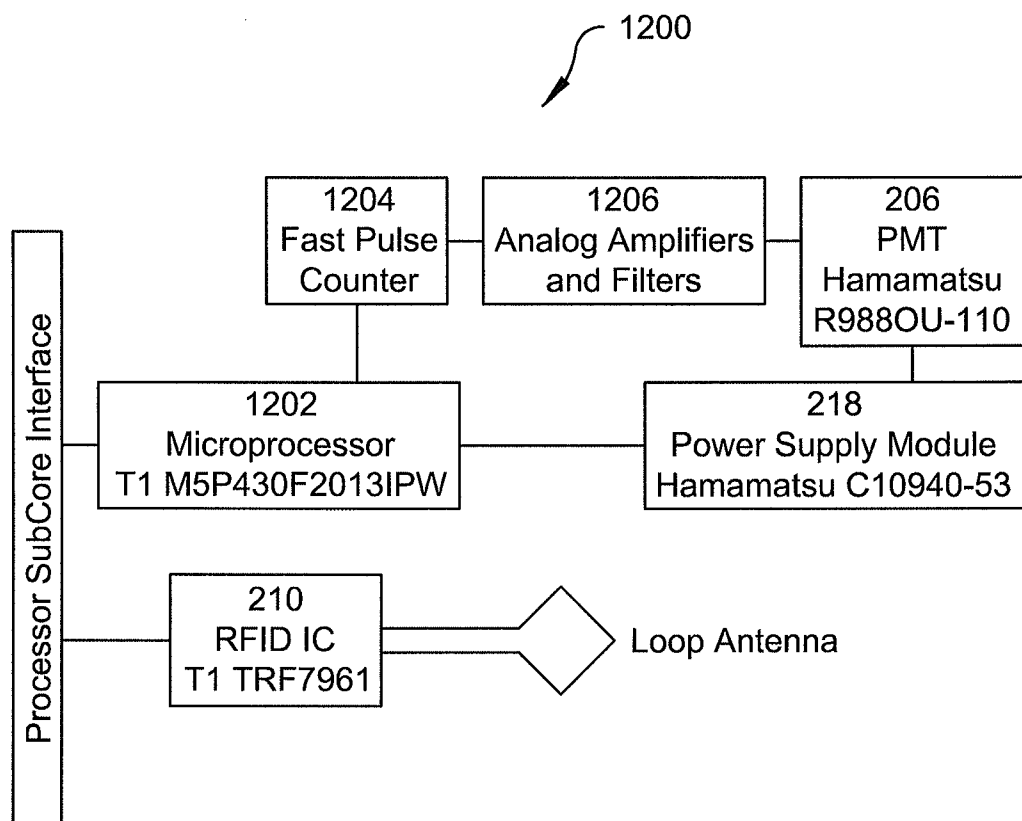 1200
1204
Fast Pulse
Counter
1206
Analog Amplifiers
and Filters
206
PMT
Hamamatsu
R988OU-110
Processor SubCore Interface
1202
Microprocessor
T1 M5P430F2013IPW
218
Power Supply Module
Hamamatsu C10940-53
210
RFID IC
T1 TRF7961
Loop Antenna